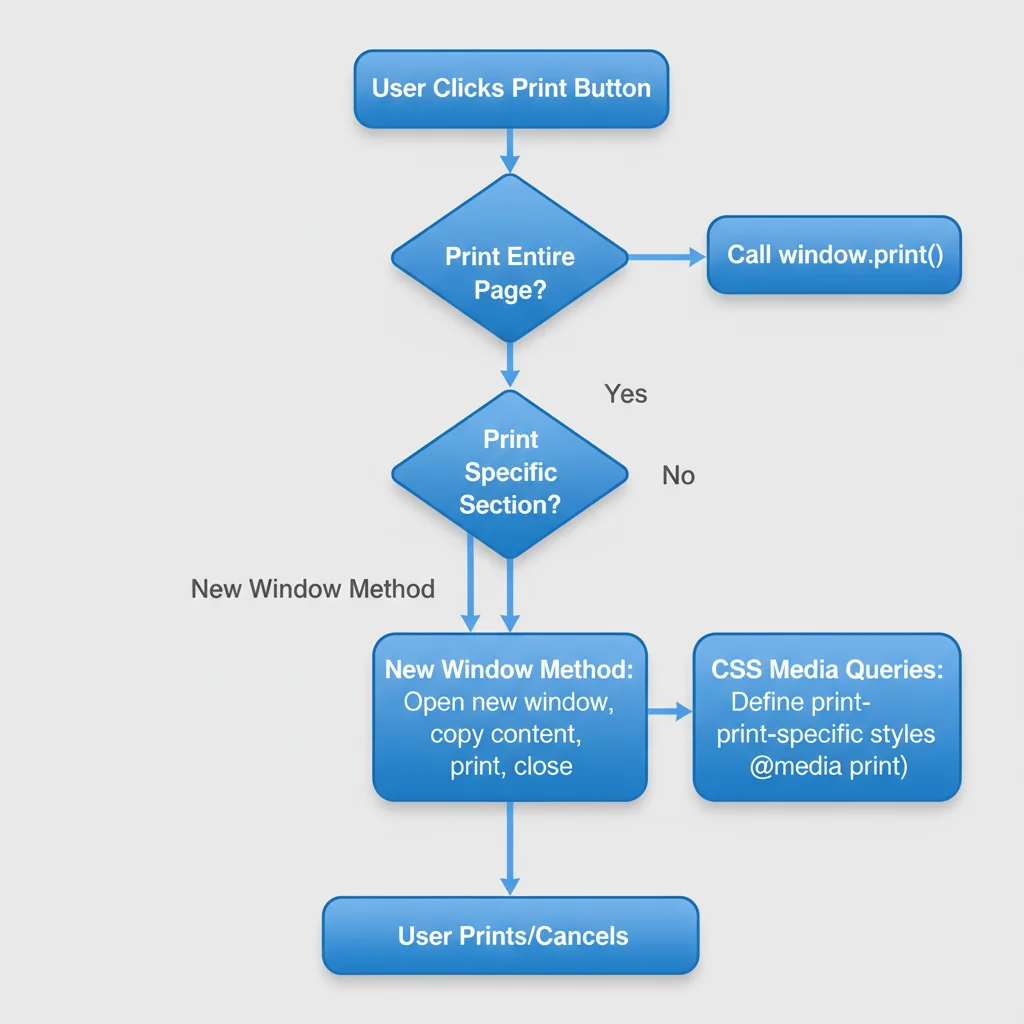 User Clicks Print Button
Print Entire
Page?
Call window.print()
Yes
Print
Specific
Section?
No
New Window Method
New Window Method:
Open new window,
copy content,
print, close
CSS Media Queries:
Define print-
print-specific styles
@media print)
User Prints/Cancels